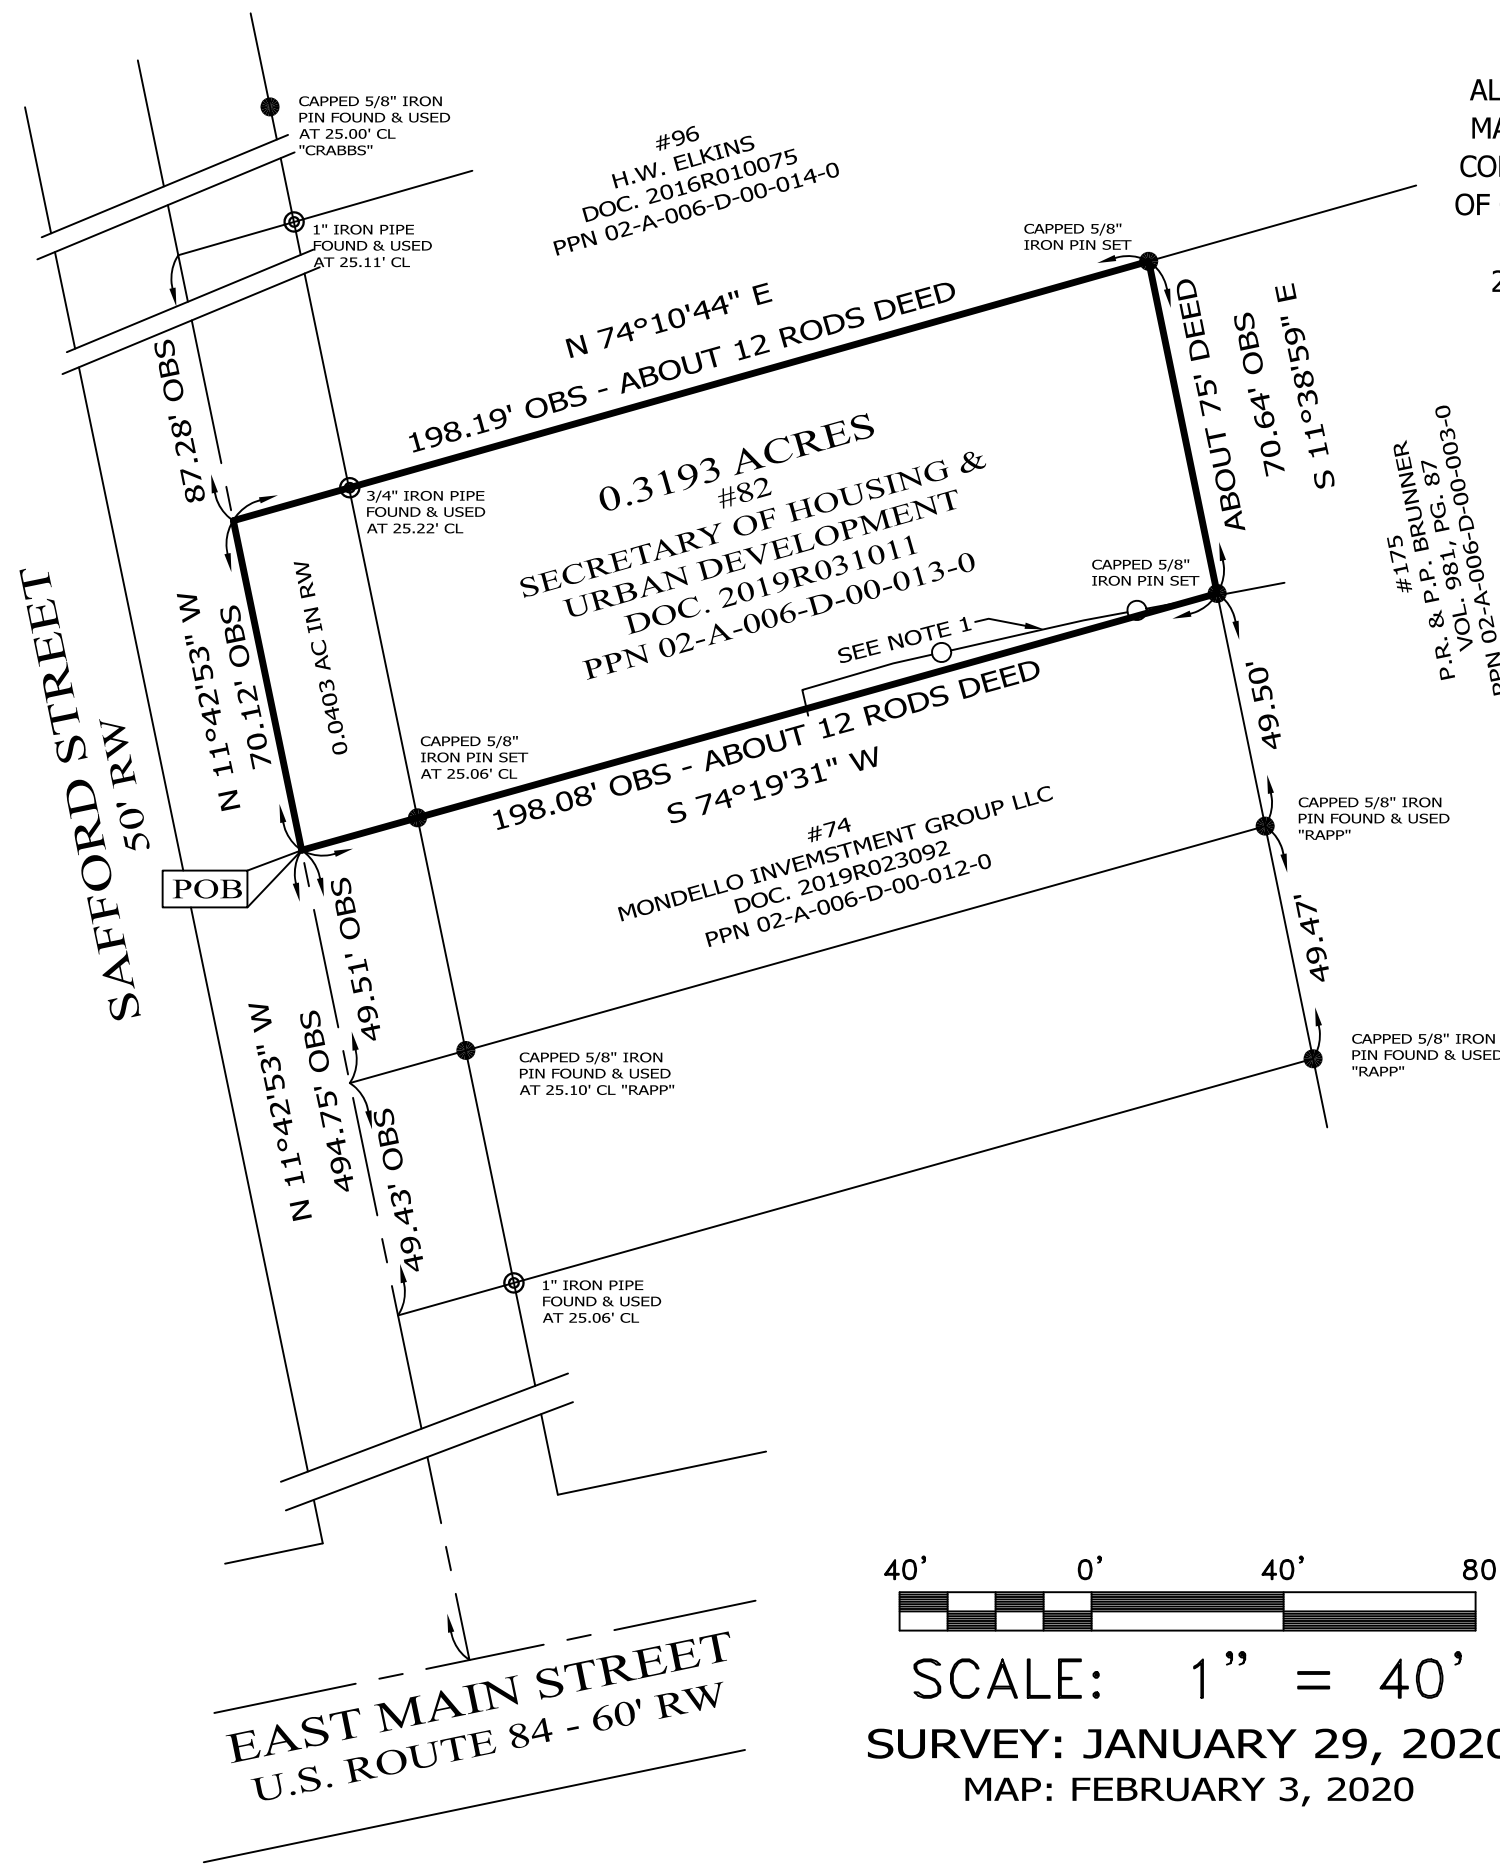 CAPPED 5/8" IRON
PIN FOUND & USED
AT 25.00' CL
"CRABBS"
#96
H.W. ELKINS
DOC. 2016R010075
PPN 02-A-006-D-00-014-0
1" IRON PIPE
FOUND & USED
AT 25.11' CL
CAPPED 5/8"
IRON PIN SET
N 74°10'44" E
198.19' OBS - ABOUT 12 RODS DEED
87.28' OBS
ABOUT 75' DEED
70.64' OBS
S 11°38'59" E
3/4" IRON PIPE
FOUND & USED
AT 25.22' CL
0.3193 ACRES
#82
SECRETARY OF HOUSING &
URBAN DEVELOPMENT
DOC. 2019R031011
PPN 02-A-006-D-00-013-0
#175
P.R. & P.P. BRUNNER
VOL. 981, PG. 87
PPN 02-A-006-D-00-003-0
CAPPED 5/8"
IRON PIN SET
SEE NOTE 1
N 11°42'53" W
70.12' OBS
0.0403 AC IN RW
SAFFORD STREET
50' RW
CAPPED 5/8"
IRON PIN SET
AT 25.06' CL
198.08' OBS - ABOUT 12 RODS DEED
S 74°19'31" W
49.50'
#74
MONDELLO INVEMSTMENT GROUP LLC
DOC. 2019R023092
PPN 02-A-006-D-00-012-0
CAPPED 5/8" IRON
PIN FOUND & USED
"RAPP"
POB
49.51' OBS
49.47'
N 11°42'53" W
494.75' OBS
CAPPED 5/8" IRON
PIN FOUND & USED
AT 25.10' CL "RAPP"
CAPPED 5/8" IRON
PIN FOUND & USED
"RAPP"
49.43' OBS
1" IRON PIPE
FOUND & USED
AT 25.06' CL
EAST MAIN STREET
U.S. ROUTE 84 - 60' RW
40' 0' 40' 80
SCALE: 1" = 40'
SURVEY: JANUARY 29, 2020
MAP: FEBRUARY 3, 2020
OF